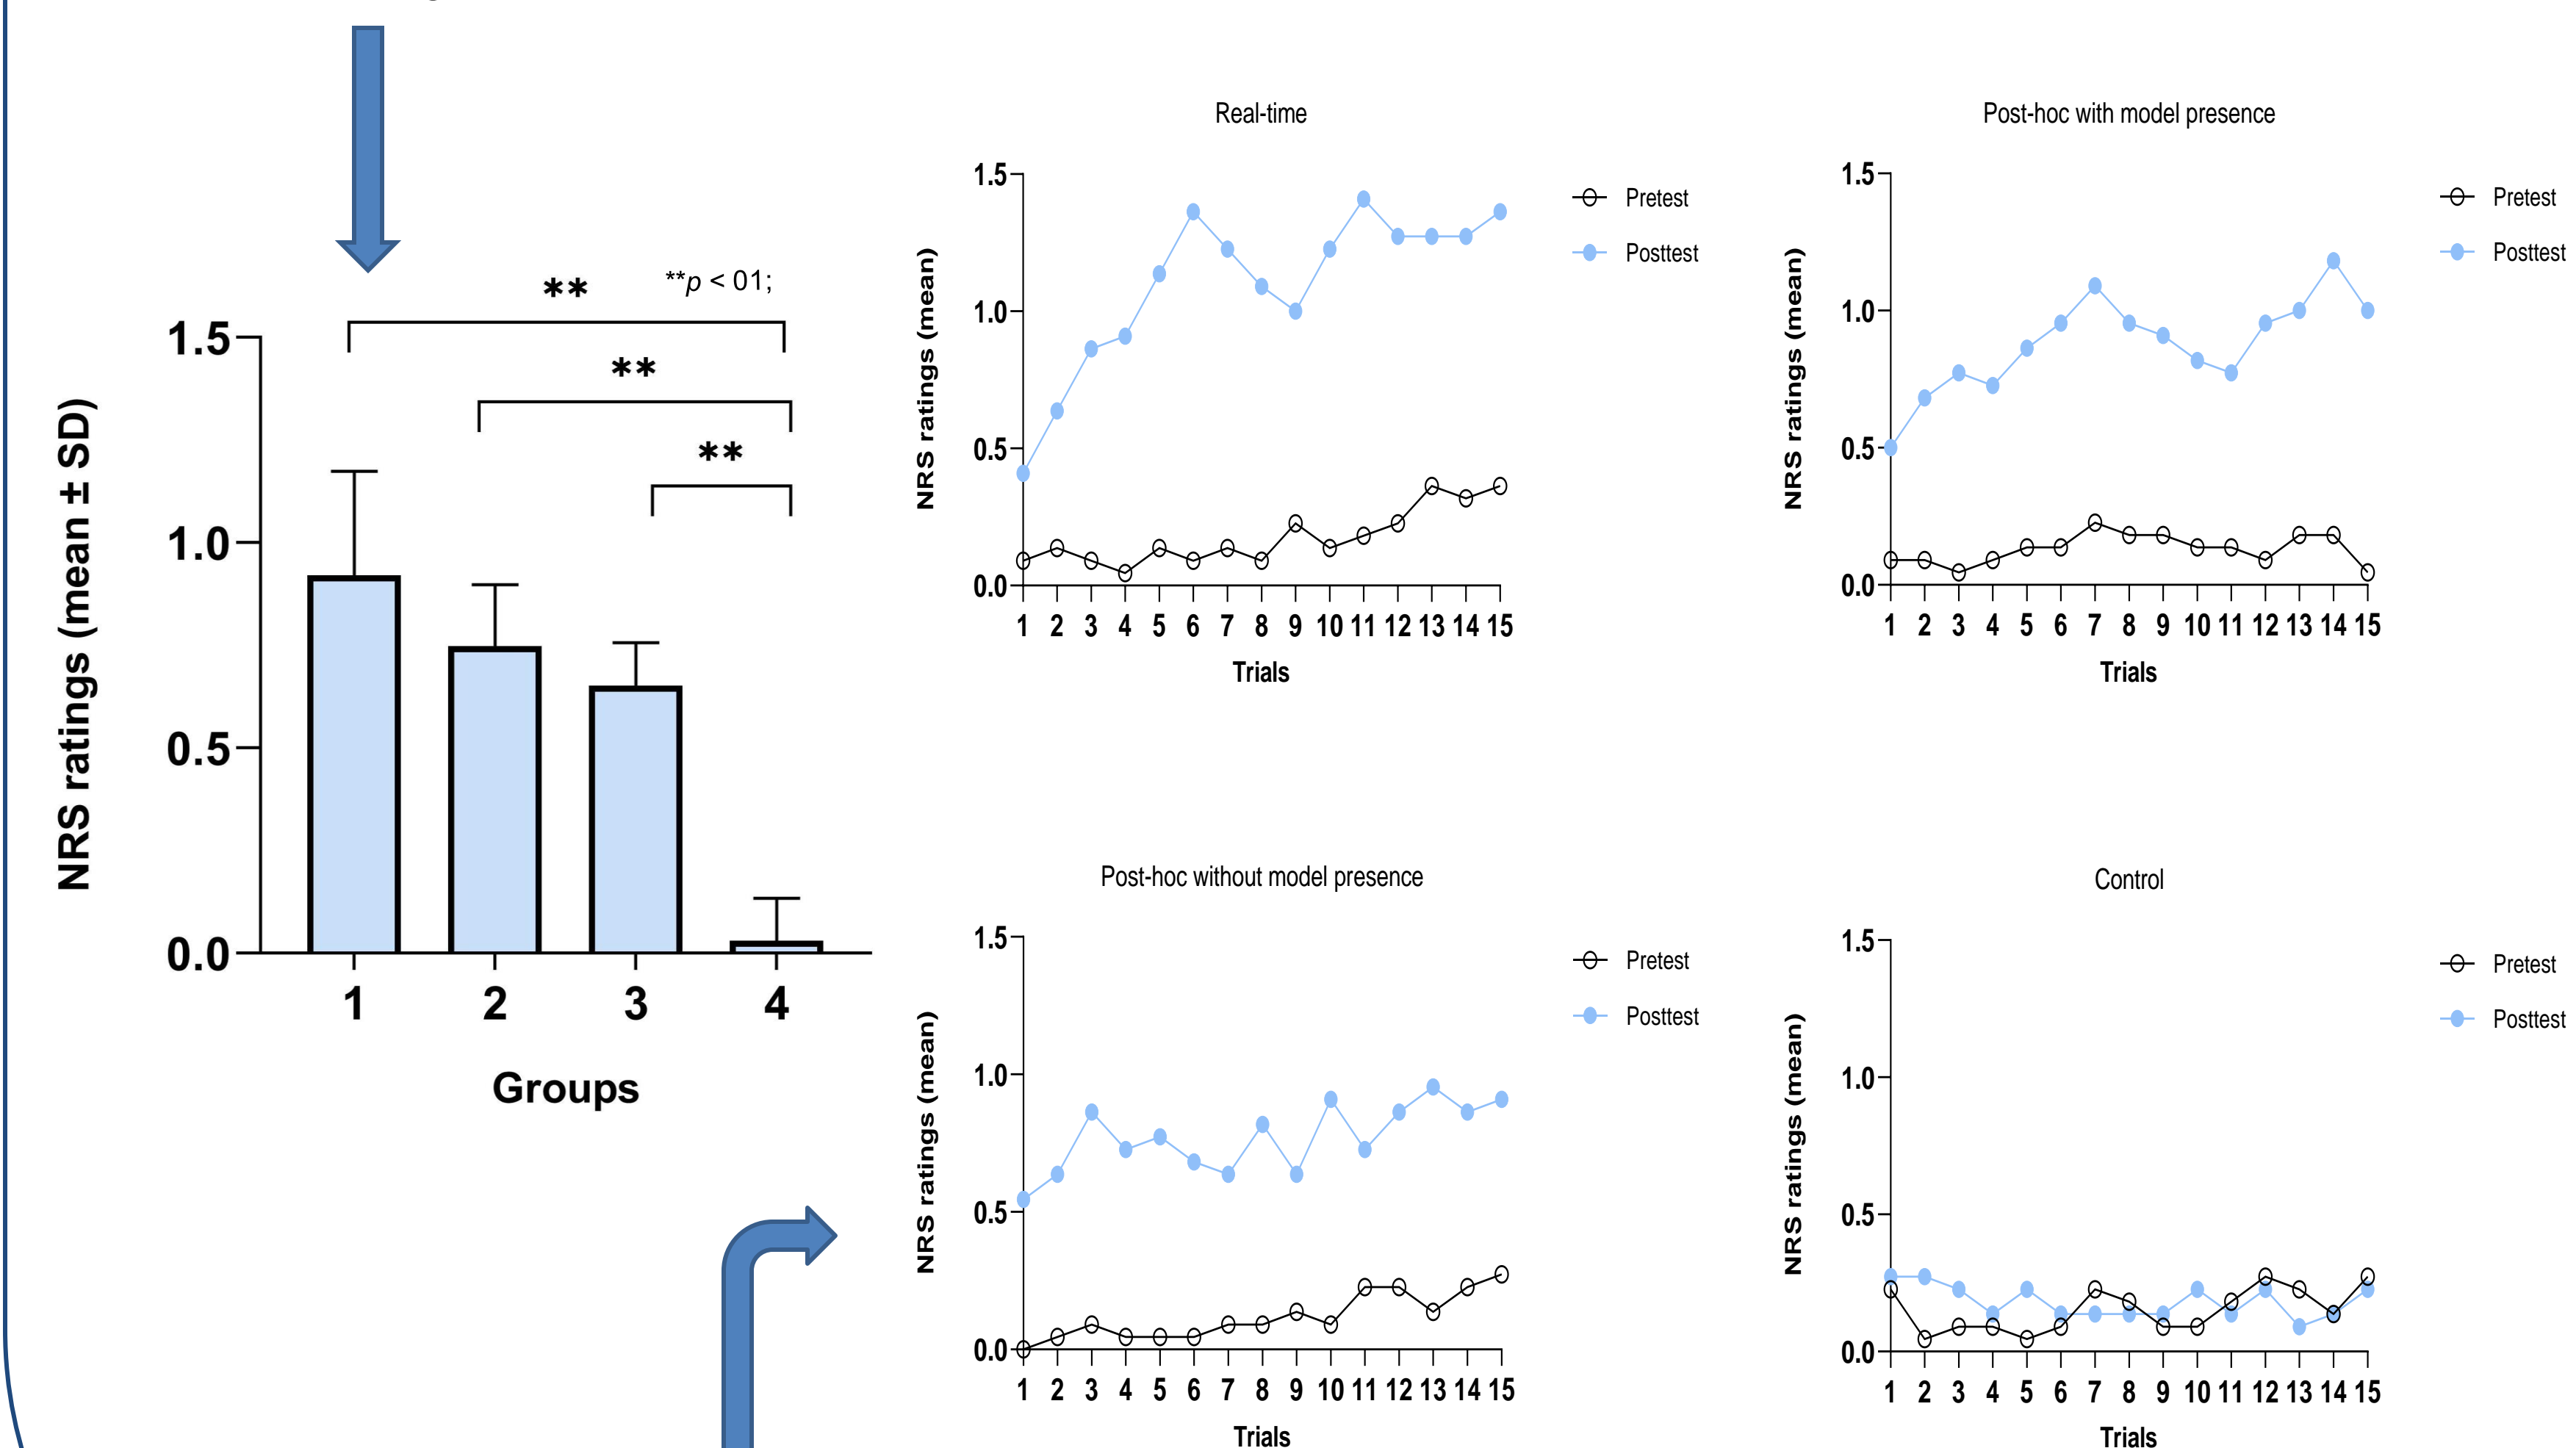 **p < 01;
**
**
**
1.5
1.0
0.5
0.0
NRS ratings (mean ± SD)
1 2 3 4
Groups
Real-time
1.5
1.0
0.5
0.0
NRS ratings (mean)
1 2 3 4 5 6 7 8 9 10 11 12 13 14 15
Trials
Pretest
Posttest
Post-hoc with model presence
1.5
1.0
0.5
0.0
NRS ratings (mean)
1 2 3 4 5 6 7 8 9 10 11 12 13 14 15
Trials
Pretest
Posttest
Post-hoc without model presence
1.5
1.0
0.5
0.0
NRS ratings (mean)
1 2 3 4 5 6 7 8 9 10 11 12 13 14 15
Trials
Pretest
Posttest
Control
1.5
1.0
0.5
0.0
NRS ratings (mean)
1 2 3 4 5 6 7 8 9 10 11 12 13 14 15
Trials
Pretest
Posttest